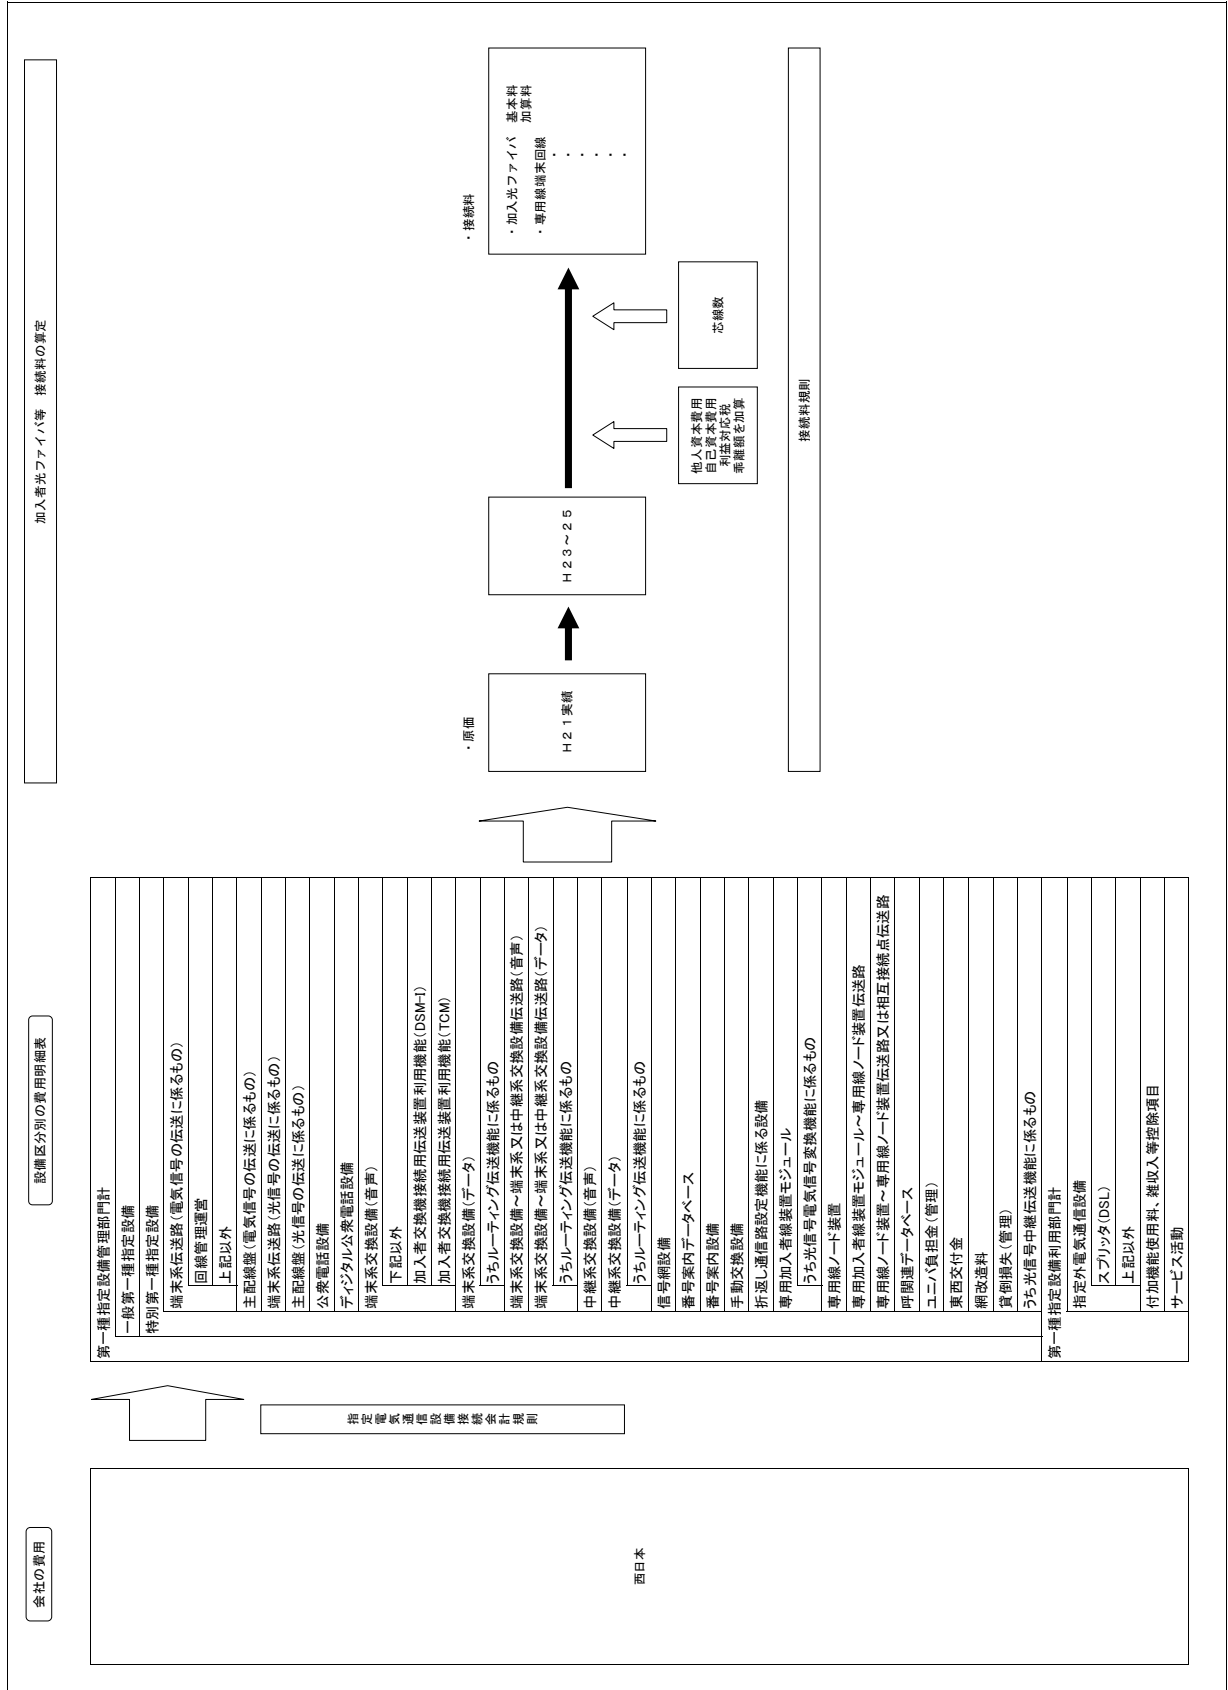 会社の費用
西日本
指定電気通信設備接続会計規則
設備区分別の費用明細表
第一種指定設備管理部門計
一般第一種指定設備
特別第一種指定設備
端末系伝送路(電気信号の伝送に係るもの)
回線管理運営
上記以外
主配線盤(電気信号の伝送に係るもの)
端末系伝送路(光信号の伝送に係るもの)
主配線盤(光信号の伝送に係るもの)
公衆電話設備
ディジタル公衆電話設備
端末系交換設備(音声)
下記以外
加入者交換機接続用伝送装置利用機能(DSM-I)
加入者交換機接続用伝送装置利用機能(TCM)
端末系交換設備(データ)
うちルーティング伝送機能に係るもの
端末系交換設備~端末系又は中継系交換設備伝送路(音声)
端末系交換設備~端末系又は中継系交換設備伝送路(データ)
うちルーティング伝送機能に係るもの
中継系交換設備(音声)
中継系交換設備(データ)
うちルーティング伝送機能に係るもの
信号網設備
番号案内データベース
番号案内設備
手動交換設備
折返し通信路設定機能に係る設備
専用加入者線装置モジュール
うち光信号電気信号変換機能に係るもの
専用線ノード装置
専用加入者線装置モジュール~専用線ノード装置伝送路
専用線ノード装置~専用線ノード装置伝送路又は相互接続点伝送路
呼関連データベース
ユニバ負担金(管理)
東西交付金
網改造料
貸倒損失(管理)
うち光信号中継伝送機能に係るもの
第一種指定設備利用部門計
指定外電気通信設備
スプリッタ(DSL)
上記以外
付加機能使用料、雑収入等控除項目
サービス活動
加入者光ファイバ等 接続料の算定
・原価
H21実績
H23~25
他人資本費用
自己資本費用
利益対応税
乖離額を加算
芯線数
・接続料
・加入光ファイバ 基本料
加算料
・専用線端末回線
・
・
・
・
・
・
接続料規則